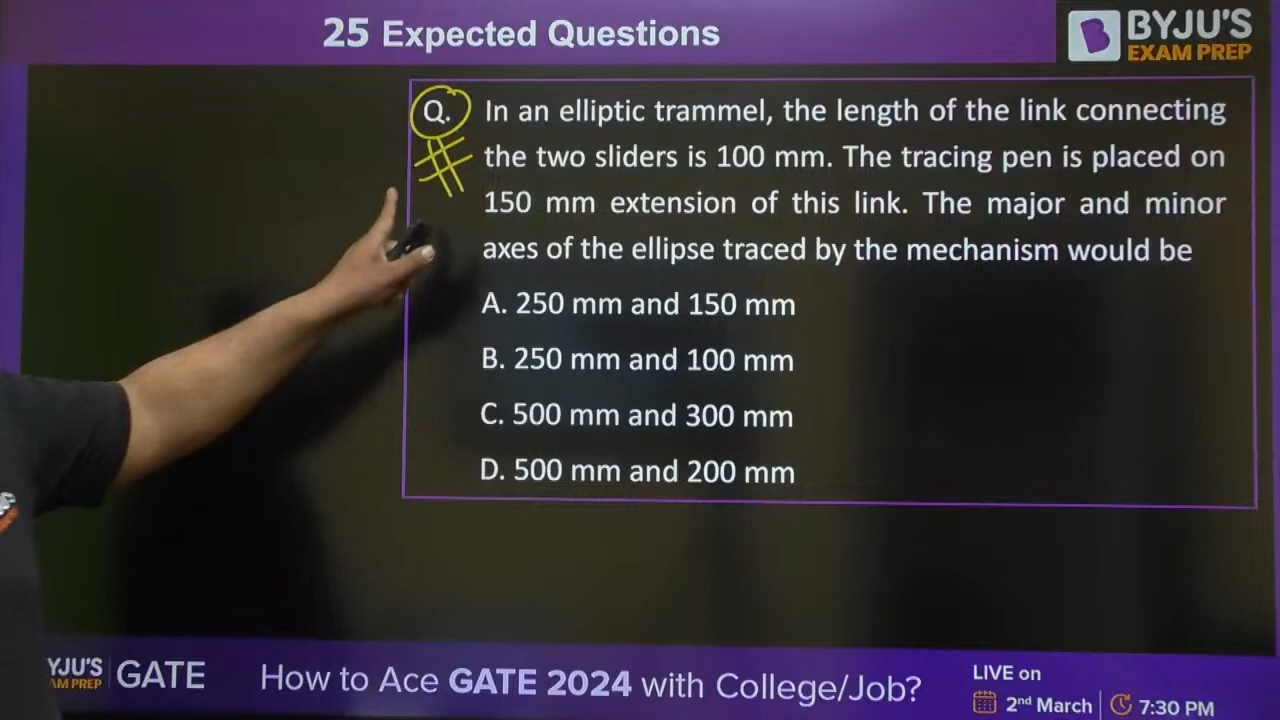 25 Expected Questions
BYJU'S
EXAM PREP
Q. In an elliptic trammel, the length of the link connecting
the two sliders is 100 mm. The tracing pen is placed on
150 mm extension of this link. The major and minor
axes of the ellipse traced by the mechanism would be
A. 250 mm and 150 mm
B. 250 mm and 100 mm
C. 500 mm and 300 mm
D. 500 mm and 200 mm
YJU'S
AM PREP
GATE
How to Ace GATE 2024 with College/Job?
LIVE on
2nd March
7:30 PM